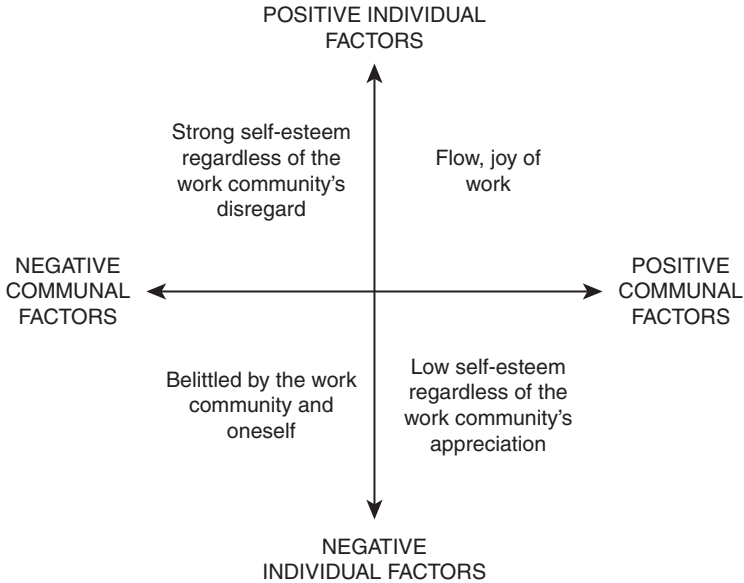 POSITIVE INDIVIDUAL
FACTORS
Strong self-esteem
regardless of the
work community's
disregard
Flow, joy of
work
NEGATIVE
COMMUNAL
FACTORS
POSITIVE
COMMUNAL
FACTORS
Belittled by the work
community and
oneself
Low self-esteem
regardless of the
work community's
appreciation
NEGATIVE
INDIVIDUAL FACTORS